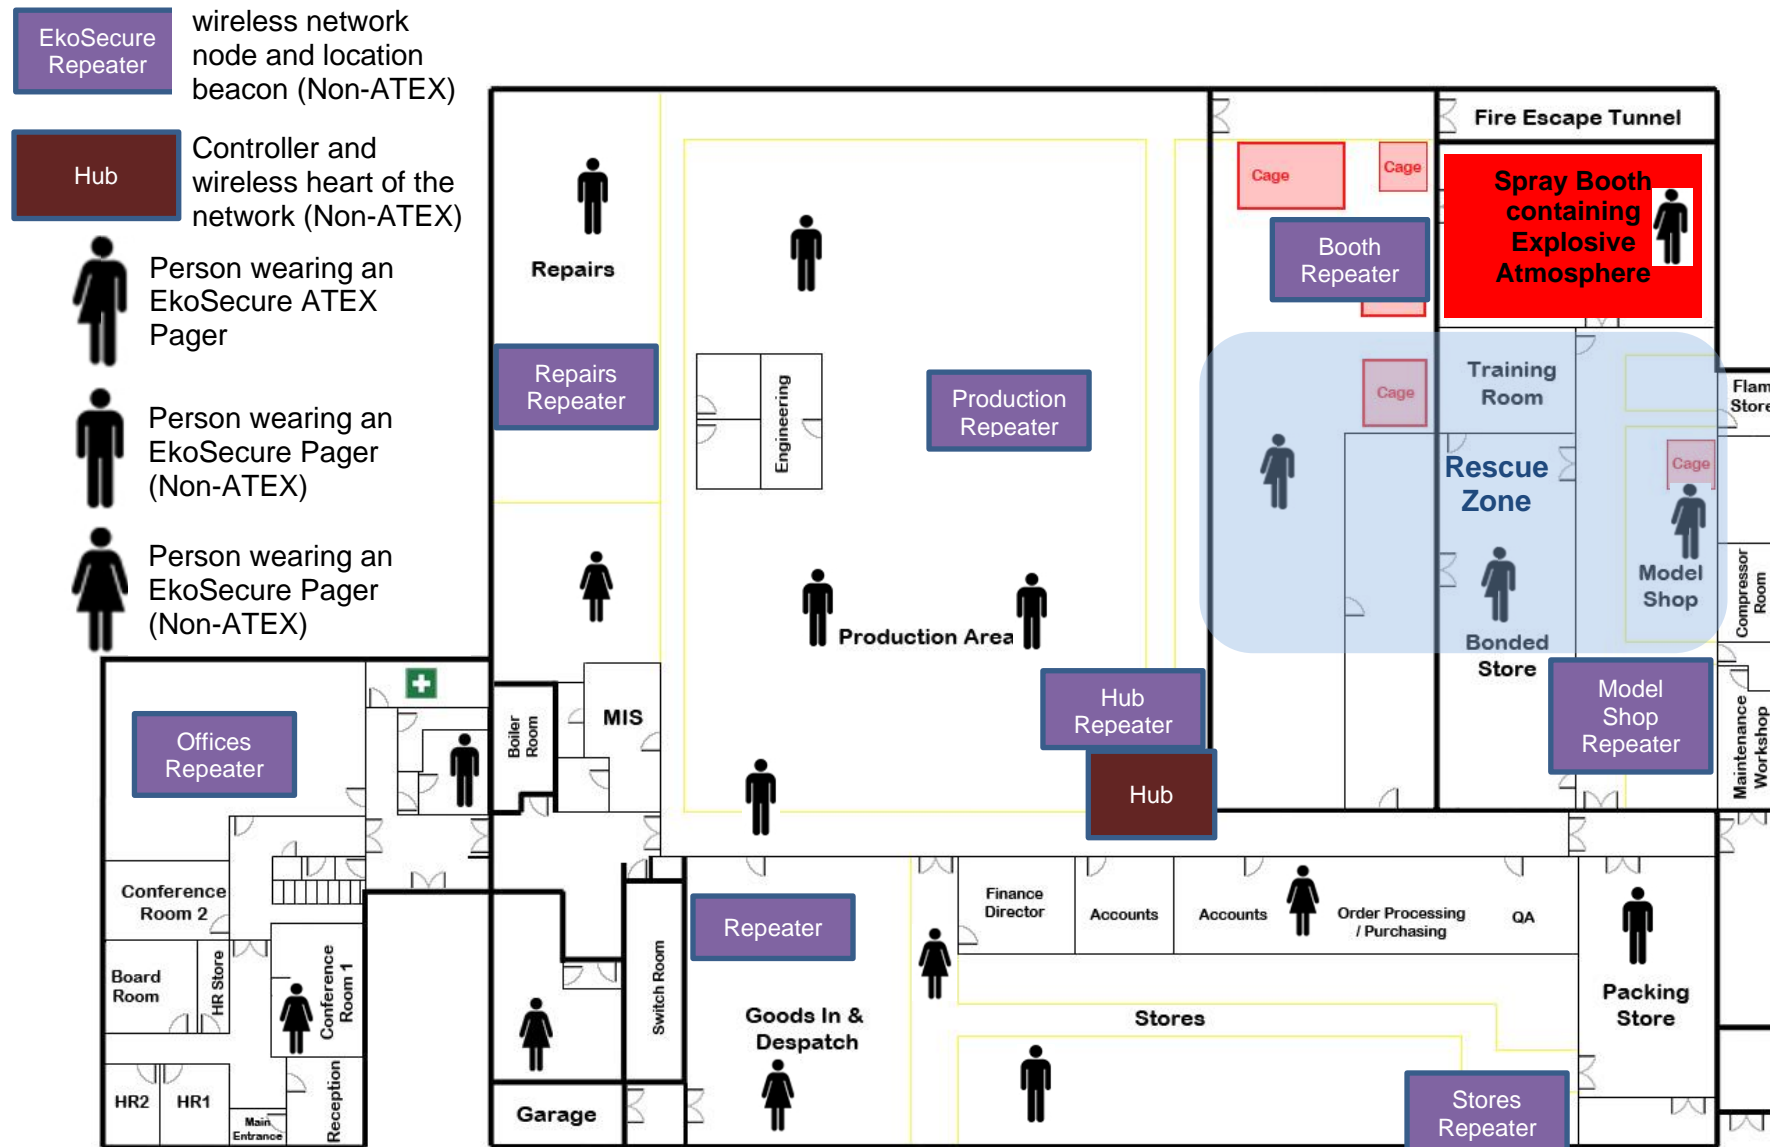 EkoSecure
Repeater
wireless network
node and location
beacon (Non-ATEX)
Hub
Controller and
wireless heart of the
network (Non-ATEX)
Person wearing an
EkoSecure ATEX
Pager
Person wearing an
EkoSecure Pager
(Non-ATEX)
Person wearing an
EkoSecure Pager
(Non-ATEX)
Fire Escape Tunnel
Cage
Cage
Spray Booth
containing
Explosive
Atmosphere
Repairs
Booth
Repeater
Repairs
Repeater
Engineering
Production
Repeater
Cage
Training
Room
Flam
Store
Rescue
Zone
Cage
Model
Shop
Compressor
Room
Production Area
Bonded
Store
Hub
Repeater
Model
Shop
Repeater
Maintenance
Workshop
Hub
Boiler
Room
MIS
Offices
Repeater
Conference
Room 2
Board
Room
HR Store
Conference
Room 1
HR2
HR1
Main
Entrance
Reception
Switch Room
Garage
Repeater
Goods In &
Despatch
Finance
Director
Accounts
Accounts
Order Processing
/ Purchasing
QA
Stores
Packing
Store
Stores
Repeater